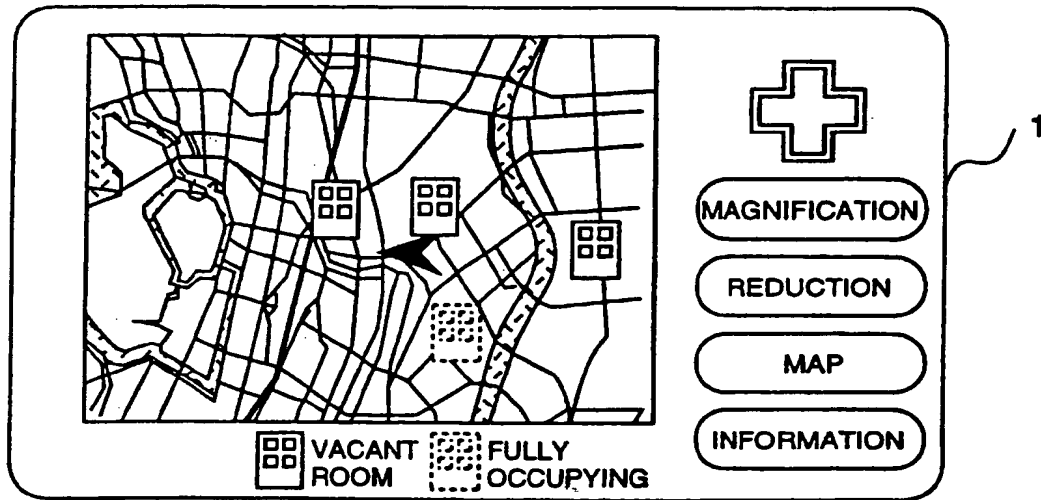 1
MAGNIFICATION
REDUCTION
MAP
INFORMATION
VACANT
ROOM
FULLY
OCCUPYING